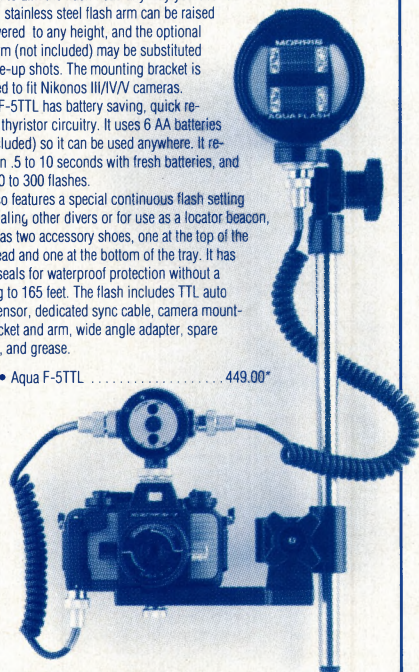 stainless steel flash arm can be raised
vered to any height, and the optional
rm (not included) may be substituted
e-up shots. The mounting bracket is
ed to fit Nikonos III/IV/V cameras.
F-5TTL has battery saving, quick re-
thyristor circuitry. It uses 6 AA batteries
luded) so it can be used anywhere. It re-
n .5 to 10 seconds with fresh batteries, and
0 to 300 flashes.
so features a special continuous flash setting
aling other divers or for use as a locator beacon,
as two accessory shoes, one at the top of the
ead and one at the bottom of the tray. It has
seals for waterproof protection without a
g to 165 feet. The flash includes TTL auto
ensor, dedicated sync cable, camera mount-
cket and arm, wide angle adapter, spare
, and grease.
• Aqua F-5TTL ................... 449.00*
MORRIS
AQUA FLASH